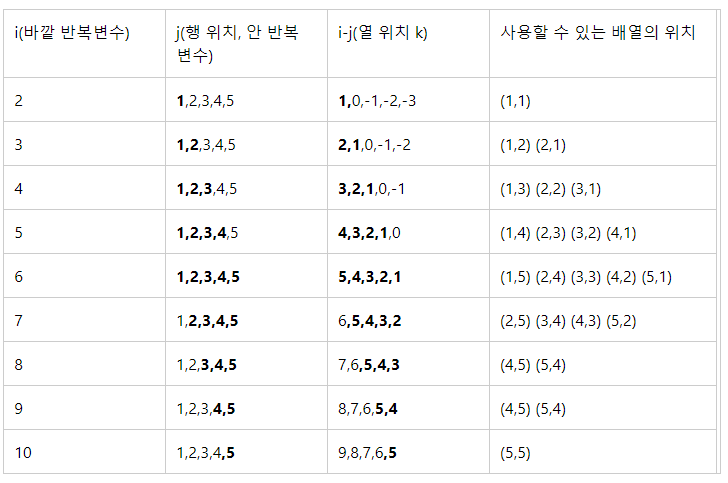 i(바깥 반복변수) j(행 위치, 안 반복 i-j(열 위치 k) 사용할 수 있는 배열의 위치
변수)
2 1,2,3,4,5 1,0,-1,-2,-3 (1,1)
3 1,2,3,4,5 2,1,0,-1,-2 (1,2) (2,1)
4 1,2,3,4,5 3,2,1,0,-1 (1,3) (2,2) (3,1)
5 1,2,3,4,5 4,3,2,1,0 (1,4) (2,3) (3,2) (4,1)
6 1,2,3,4,5 5,4,3,2,1 (1,5) (2,4) (3,3) (4,2) (5,1)
7 1,2,3,4,5 6,5,4,3,2 (2,5) (3,4) (4,3) (5,2)
8 1,2,3,4,5 7,6,5,4,3 (4,5) (5,4)
9 1,2,3,4,5 8,7,6,5,4 (4,5) (5,4)
10 1,2,3,4,5 9,8,7,6,5 (5,5)